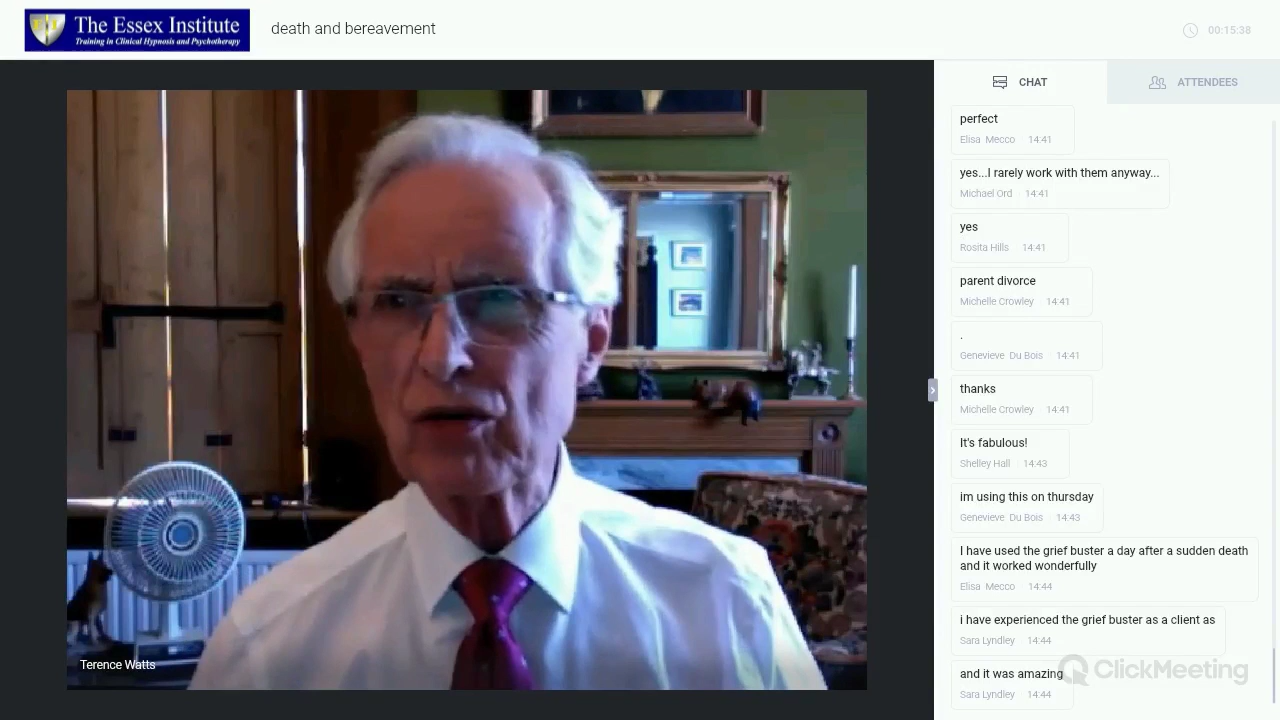 The Essex Institute
Training in Clinical Hypnosis and Psychotherapy
death and bereavement
00:15:38
CHAT
ATTENDEES
perfect
Elisa Mecco 14:41
yes...I rarely work with them anyway...
Michael Ord 14:41
yes
Rosita Hills 14:41
parent divorce
Michelle Crowley 14:41
.
Genevieve Du Bois 14:41
thanks
Michelle Crowley 14:41
It's fabulous!
Shelley Hall 14:43
im using this on thursday
Genevieve Du Bois 14:43
I have used the grief buster a day after a sudden death
and it worked wonderfully
Elisa Mecco 14:44
i have experienced the grief buster as a client as
Sara Lyndley 14:44
and it was amazing
Sara Lyndley 14:44
ClickMeeting
Terence Watts